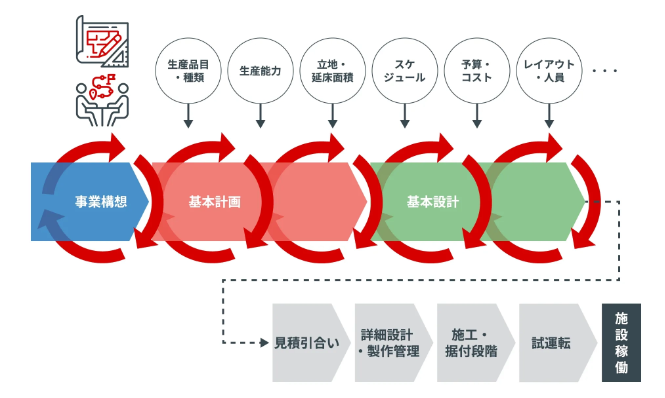 生産品目
・種類
生産能力
立地・
延床面積
スケ
ジュール
予算・
コスト
レイアウト
・人員
・・・
事業構想
基本計画
基本設計
見積引合い
詳細設計
・製作管理
施工・
据付段階
試運転
施設稼働